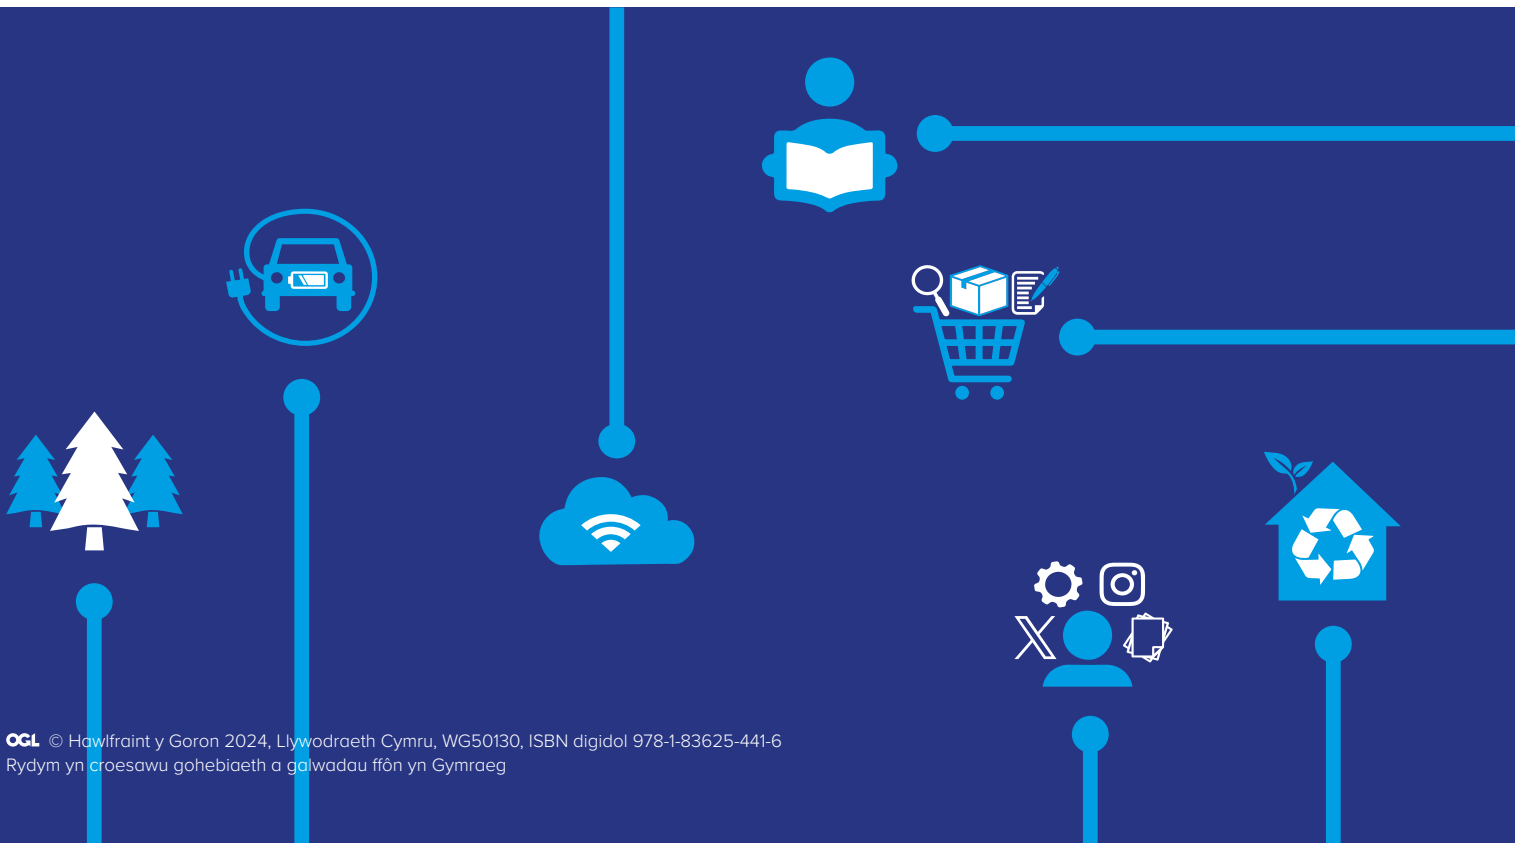 OGL © Hawlfraint y Goron 2024, Llywodraeth Cymru, WG50130, ISBN digidol 978-1-83625-441-6
Rydym yn croesawu gohebiaeth a galwadau ffôn yn Gymraeg